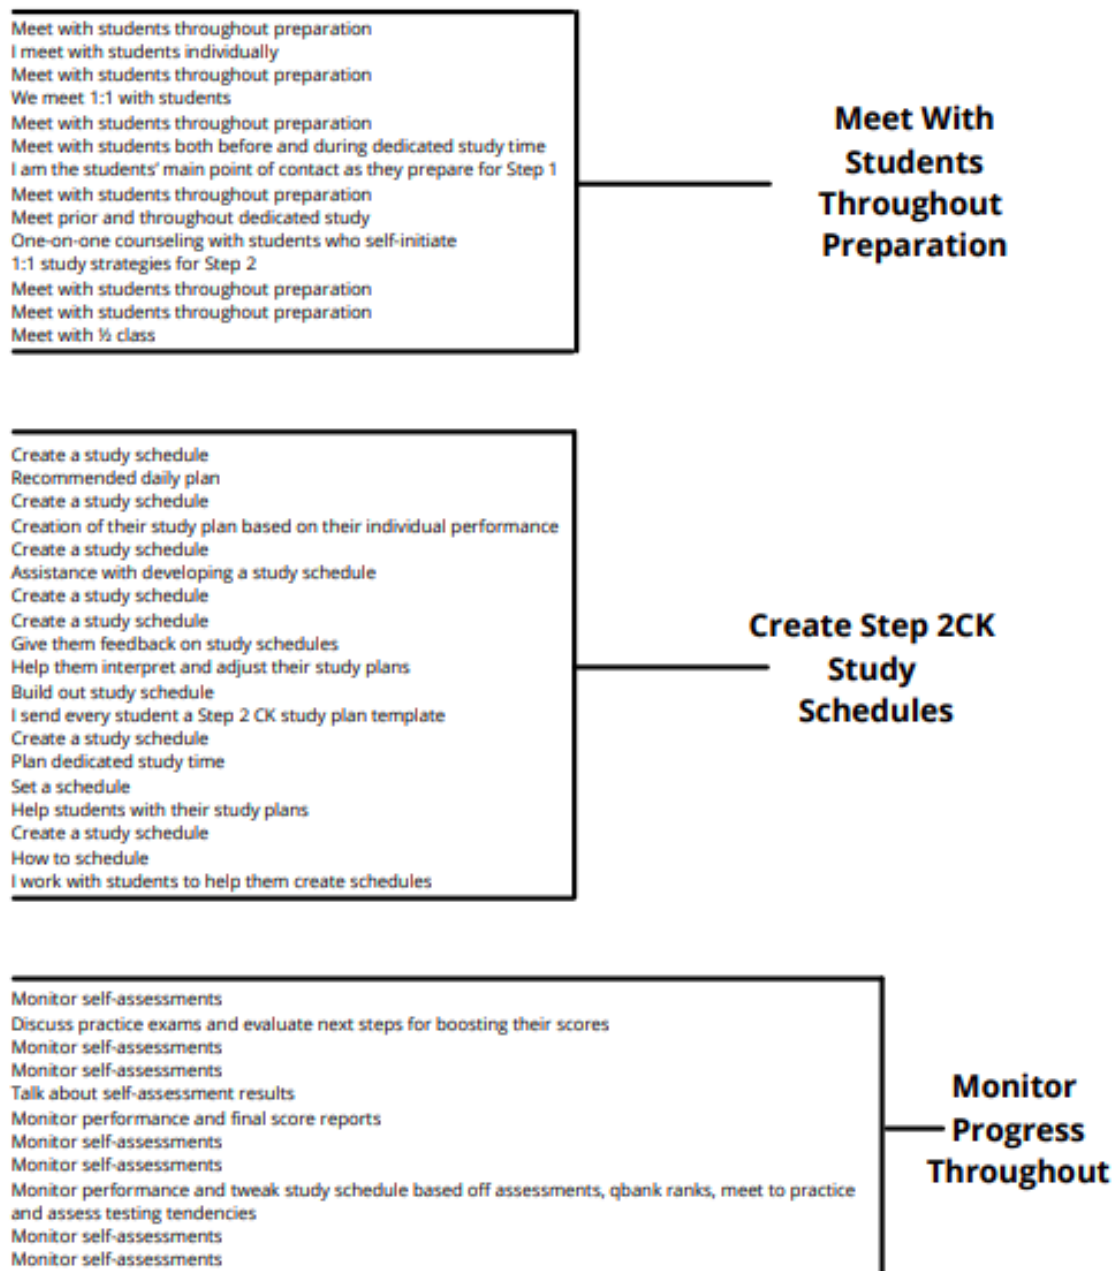 Meet with students throughout preparation
I meet with students individually
Meet with students throughout preparation
We meet 1:1 with students
Meet with students throughout preparation
Meet with students both before and during dedicated study time
I am the students' main point of contact as they prepare for Step 1
Meet with students throughout preparation
Meet prior and throughout dedicated study
One-on-one counseling with students who self-initiate
1:1 study strategies for Step 2
Meet with students throughout preparation
Meet with students throughout preparation
Meet with ½ class
Meet With
Students
Throughout
Preparation
Create a study schedule
Recommended daily plan
Create a study schedule
Creation of their study plan based on their individual performance
Create a study schedule
Assistance with developing a study schedule
Create a study schedule
Create a study schedule
Give them feedback on study schedules
Help them interpret and adjust their study plans
Build out study schedule
I send every student a Step 2 CK study plan template
Create a study schedule
Plan dedicated study time
Set a schedule
Help students with their study plans
Create a study schedule
How to schedule
I work with students to help them create schedules
Create Step 2CK
Study
Schedules
Monitor self-assessments
Discuss practice exams and evaluate next steps for boosting their scores
Monitor self-assessments
Monitor self-assessments
Talk about self-assessment results
Monitor performance and final score reports
Monitor self-assessments
Monitor self-assessments
Monitor performance and tweak study schedule based off assessments, qbank ranks, meet to practice
and assess testing tendencies
Monitor self-assessments
Monitor self-assessments
Monitor
Progress
Throughout